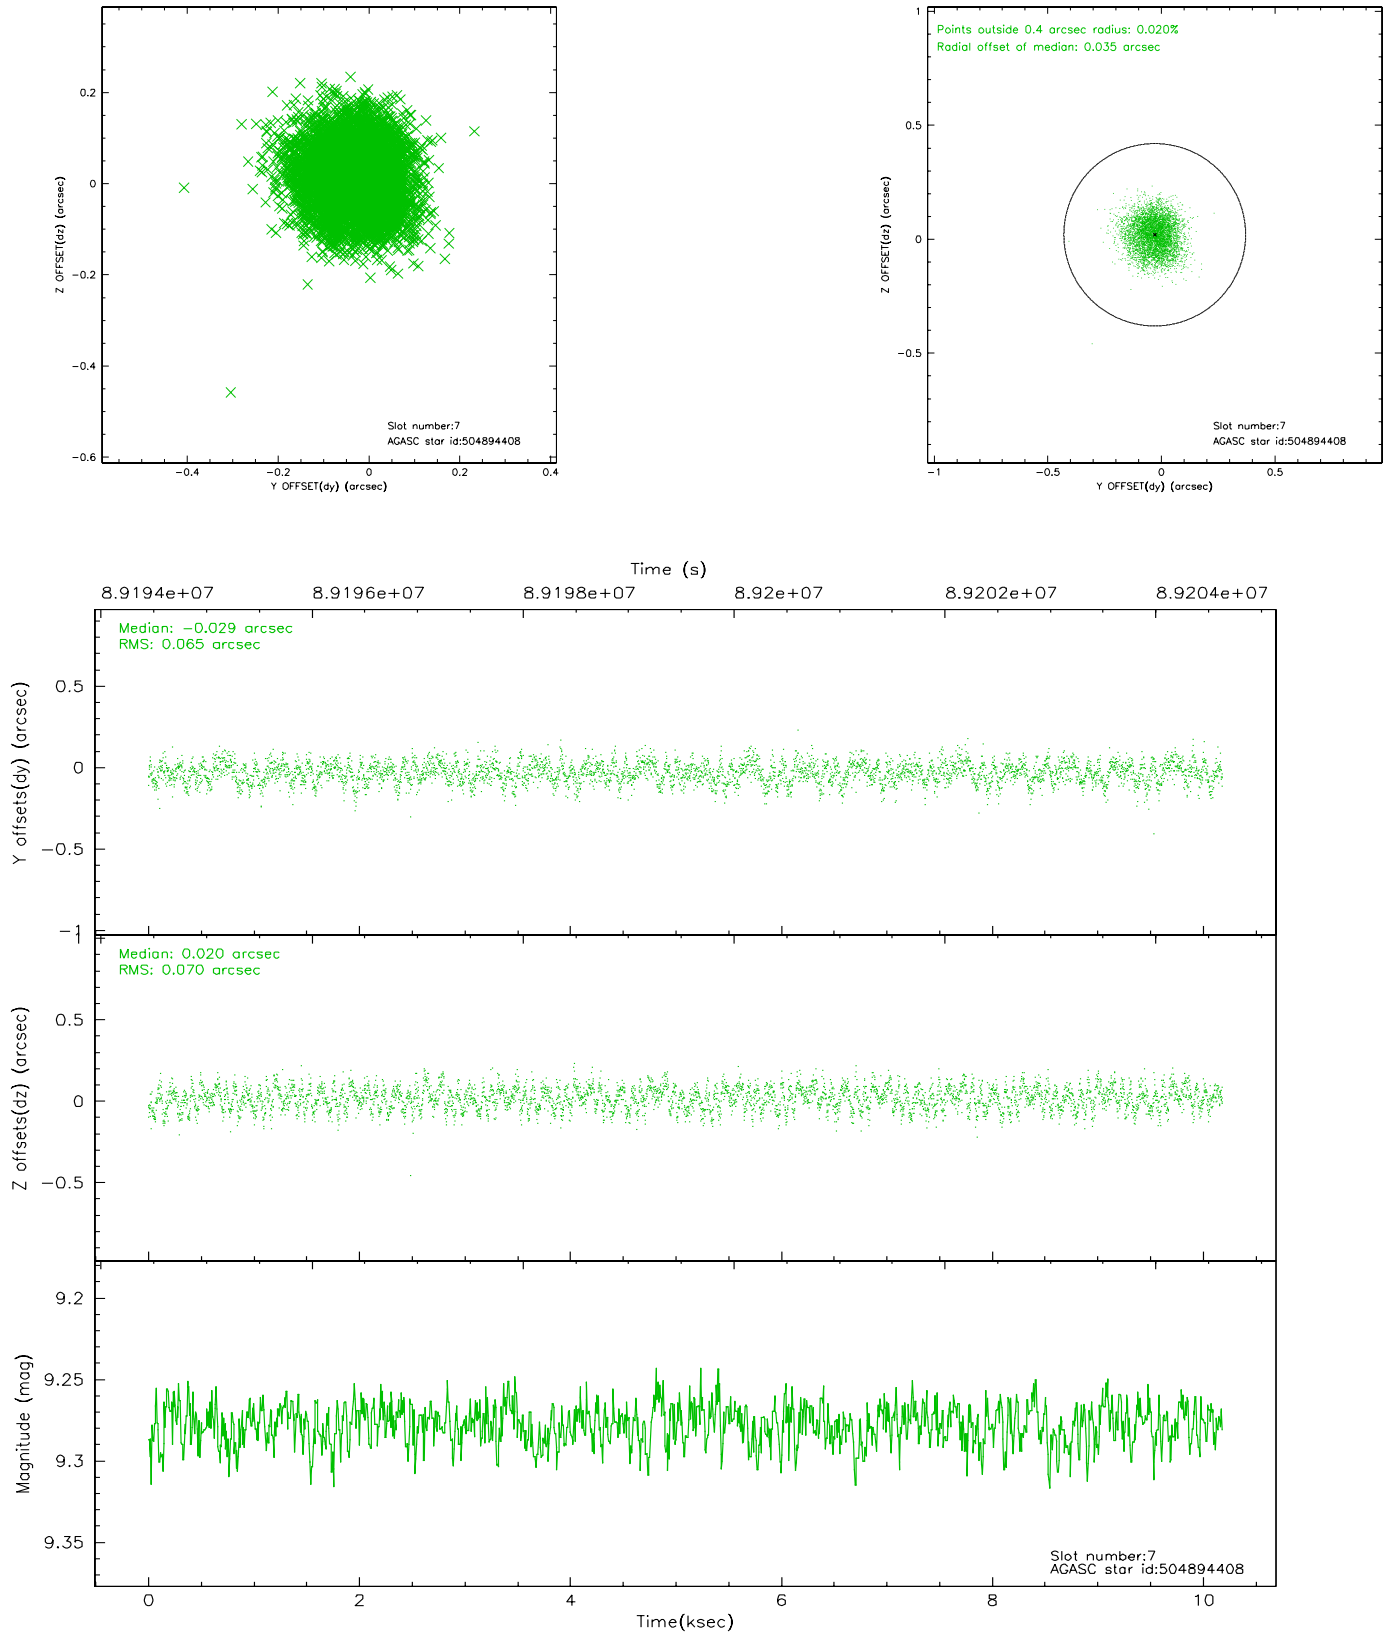 0.2
0
-0.2
-0.4
-0.6
Z OFFSET(dz) (arcsec)
Slot number:7
AGASC star id:504894408
-0.4 -0.2 0 0.2 0.4
Y OFFSET(dy) (arcsec)
Points outside 0.4 arcsec radius: 0.020%
Radial offset of median: 0.035 arcsec
1
0.5
0
-0.5
Z OFFSET(dz) (arcsec)
Slot number:7
AGASC star id:504894408
-1 -0.5 0 0.5
Y OFFSET(dy) (arcsec)
Time (s)
8.9194e+07 8.9196e+07 8.9198e+07 8.92e+07 8.9202e+07 8.9204e+07
Median: -0.029 arcsec
RMS: 0.065 arcsec
0.5
0
-0.5
-1
Y offsets(dy) (arcsec)
1
Median: 0.020 arcsec
RMS: 0.070 arcsec
0.5
0
-0.5
Z offsets(dz) (arcsec)
9.2
9.25
9.3
9.35
Magnitude (mag)
Slot number:7
AGASC star id:504894408
0 2 4 6 8 10
Time(ksec)